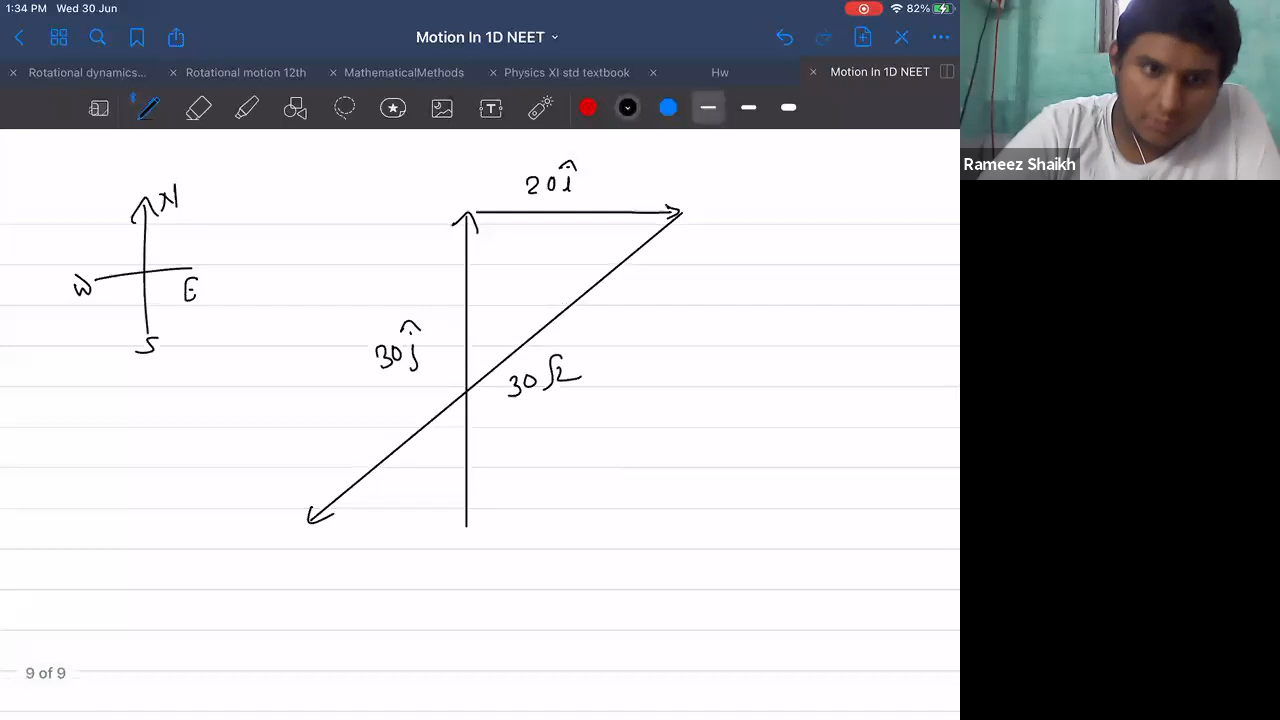 1:34 PM Wed 30 Jun
82%
Motion In 1D NEET
Rotational dynamics...
Rotational motion 12th
MathematicalMethods
Physics XI std textbook
Hw
Motion In 1D NEET
T
Rameez Shaikh
20î
N
W
E
S
30ĵ
30√2
9 of 9